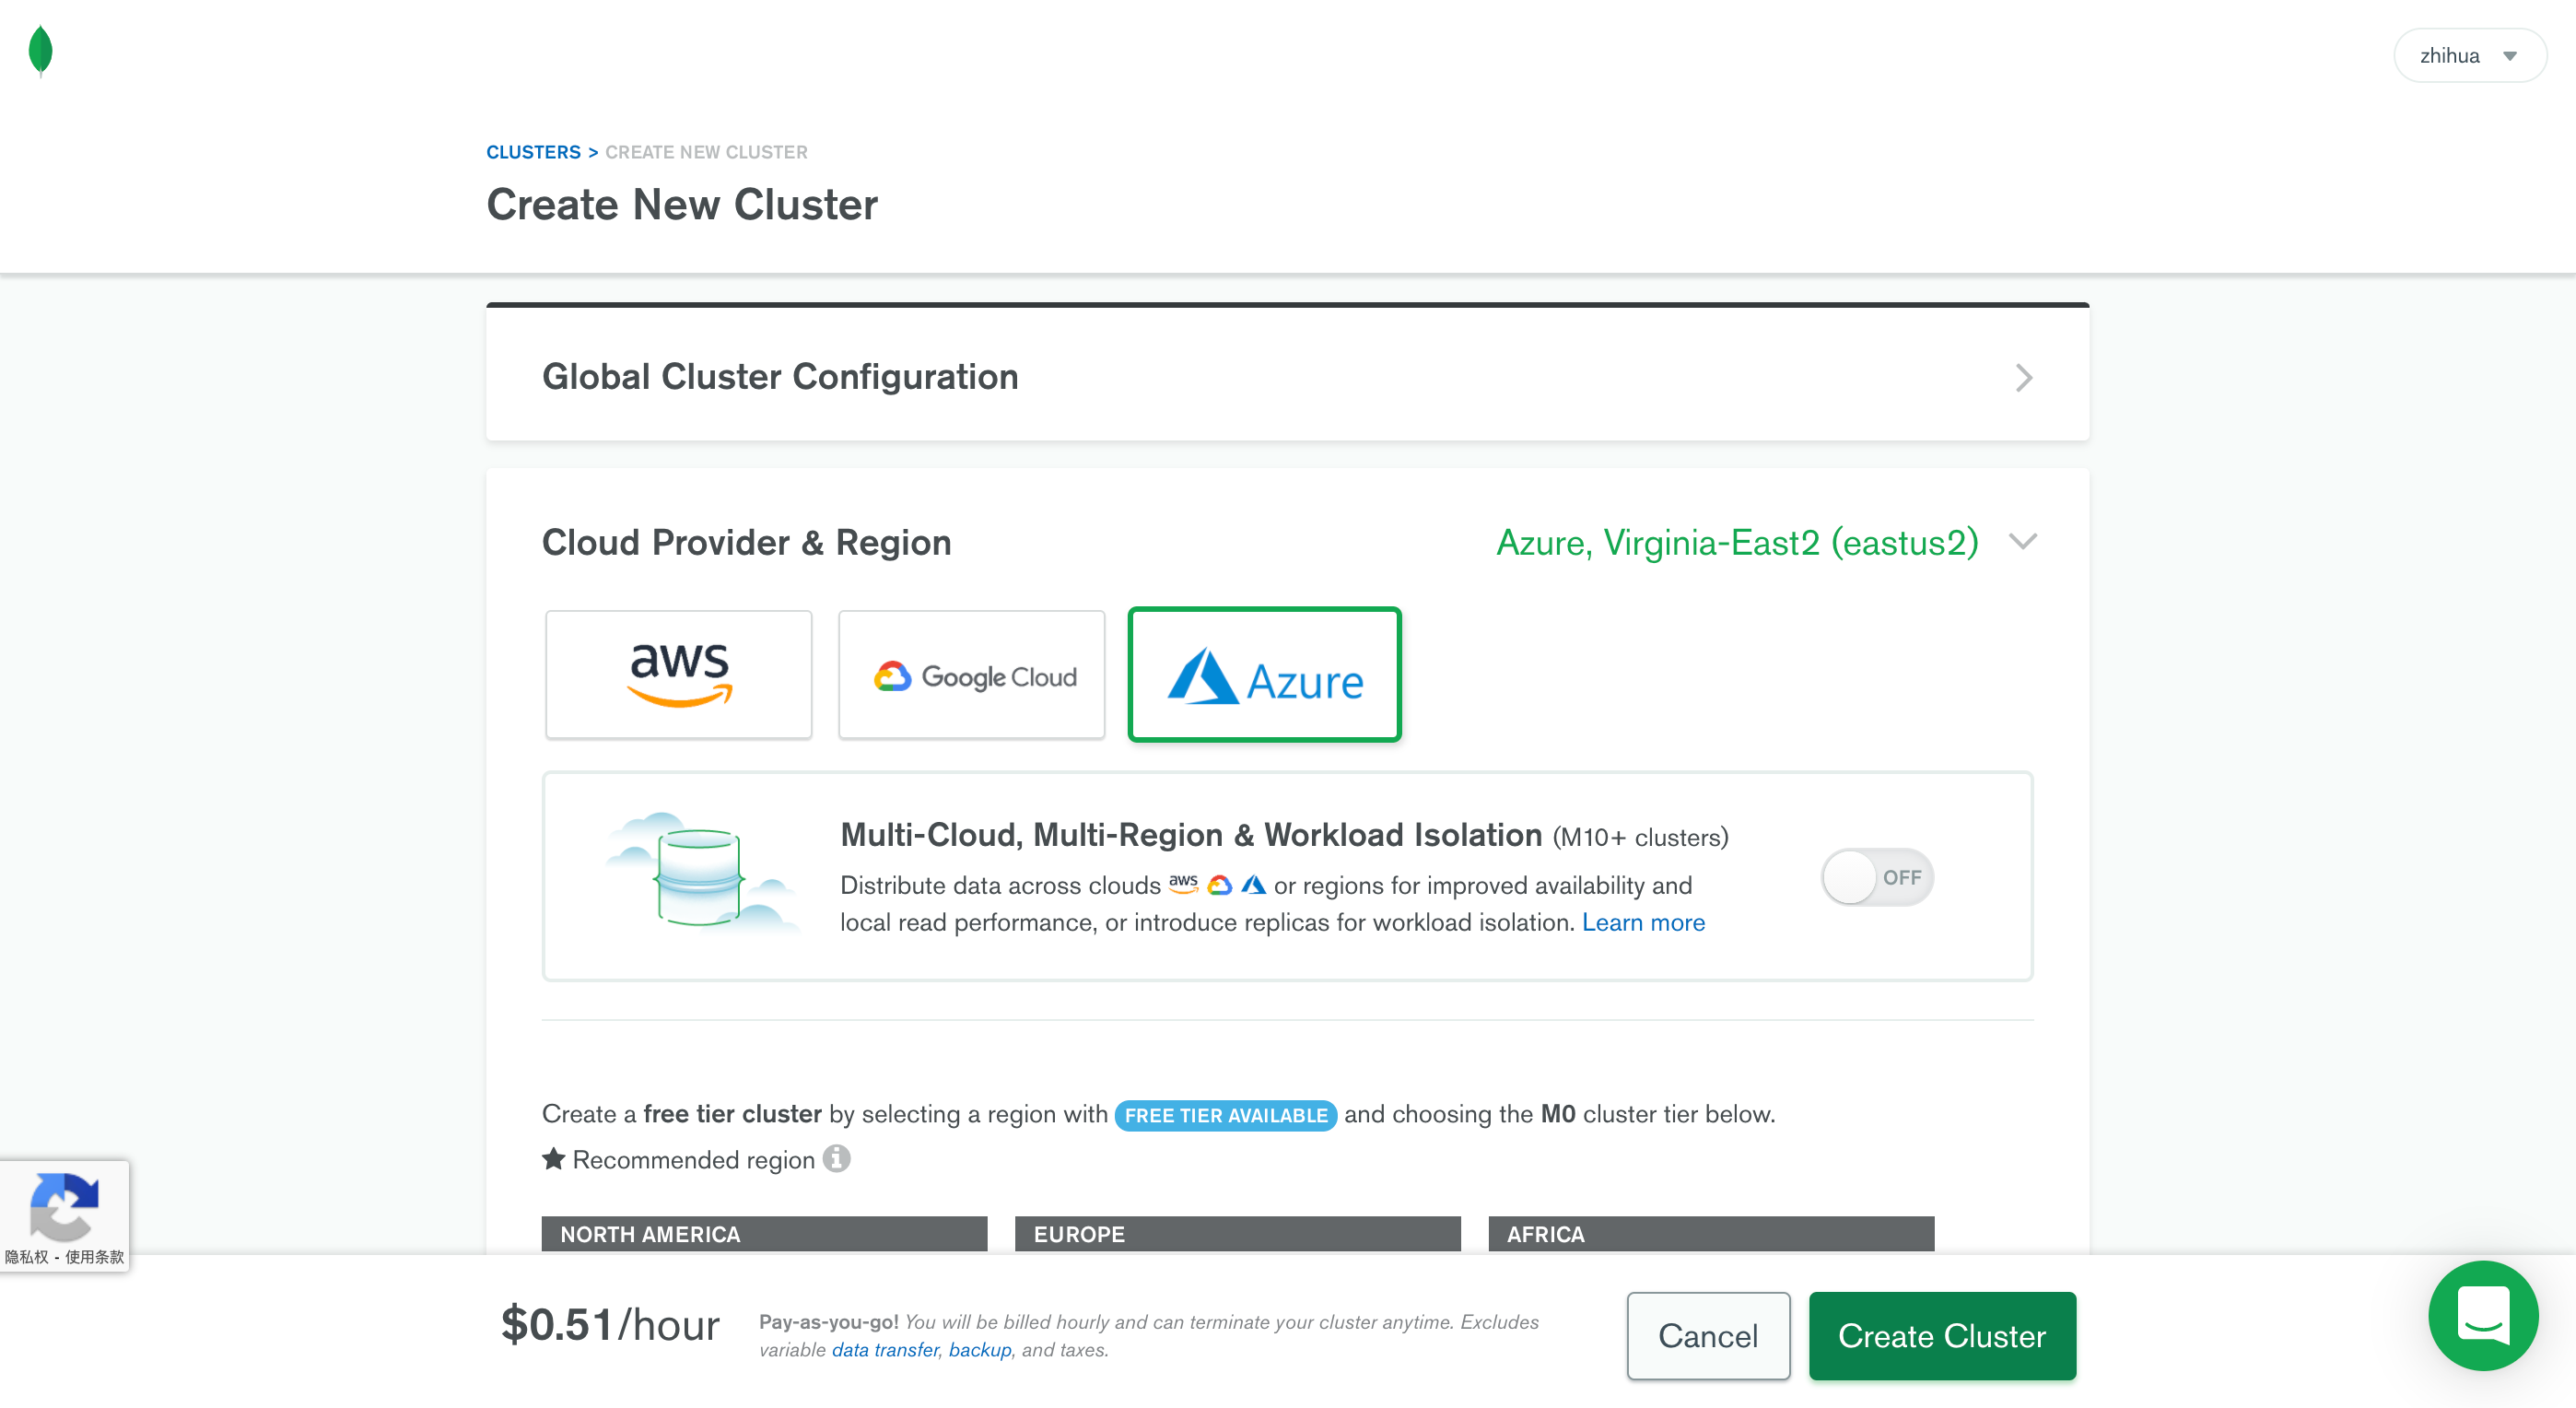 zhihua
CLUSTERS > CREATE NEW CLUSTER
Create New Cluster
Global Cluster Configuration
Cloud Provider & Region
Azure, Virginia-East2 (eastus2)
aws
Google Cloud
Azure
Multi-Cloud, Multi-Region & Workload Isolation (M10+ clusters)
Distribute data across clouds aws or regions for improved availability and
local read performance, or introduce replicas for workload isolation. Learn more
OFF
Create a free tier cluster by selecting a region with FREE TIER AVAILABLE and choosing the M0 cluster tier below.
Recommended region
NORTH AMERICA
EUROPE
AFRICA
隐私权 - 使用条款
$0.51/hour
Pay-as-you-go! You will be billed hourly and can terminate your cluster anytime. Excludes
variable data transfer, backup, and taxes.
Cancel
Create Cluster